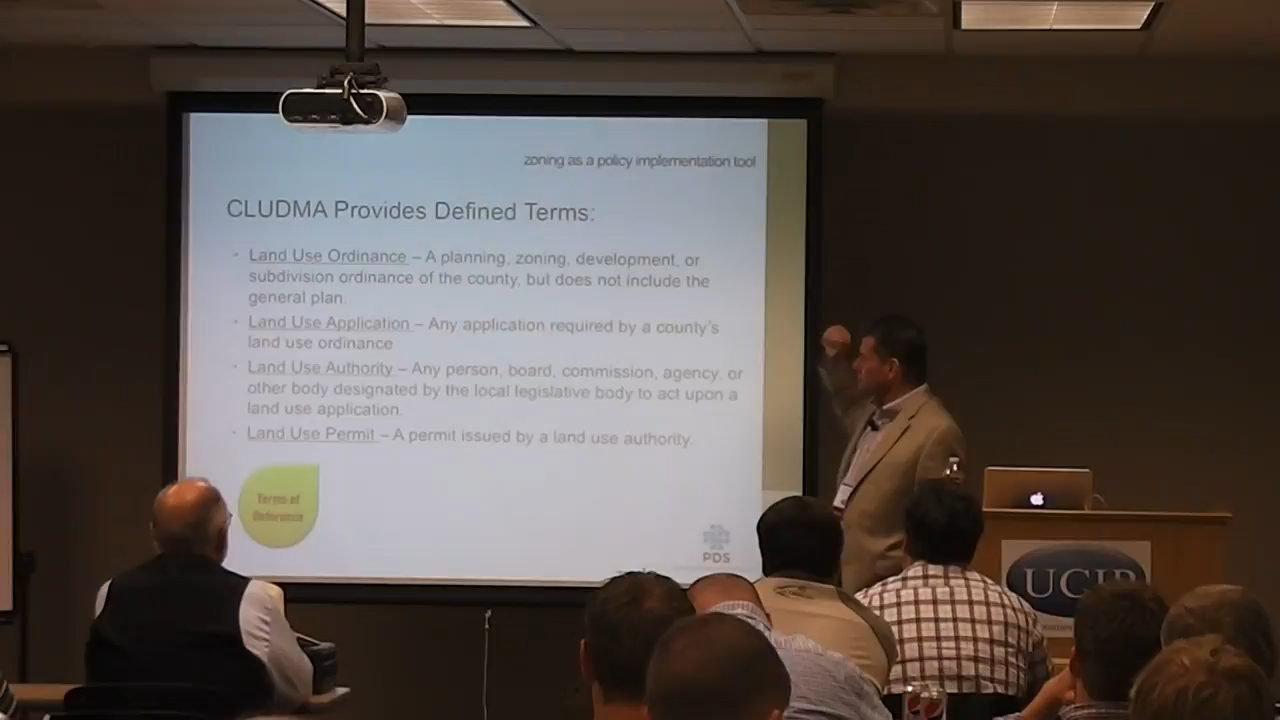 zoning as a policy implementation tool
CLUDMA Provides Defined Terms:
- Land Use Ordinance – A planning, zoning, development, or
subdivision ordinance of the county, but does not include the
general plan.
- Land Use Application – Any application required by a county's
land use ordinance
- Land Use Authority – Any person, board, commission, agency, or
other body designated by the local legislative body to act upon a
land use application.
- Land Use Permit – A permit issued by a land use authority.
Terms of
Reference
PDS
UCIP